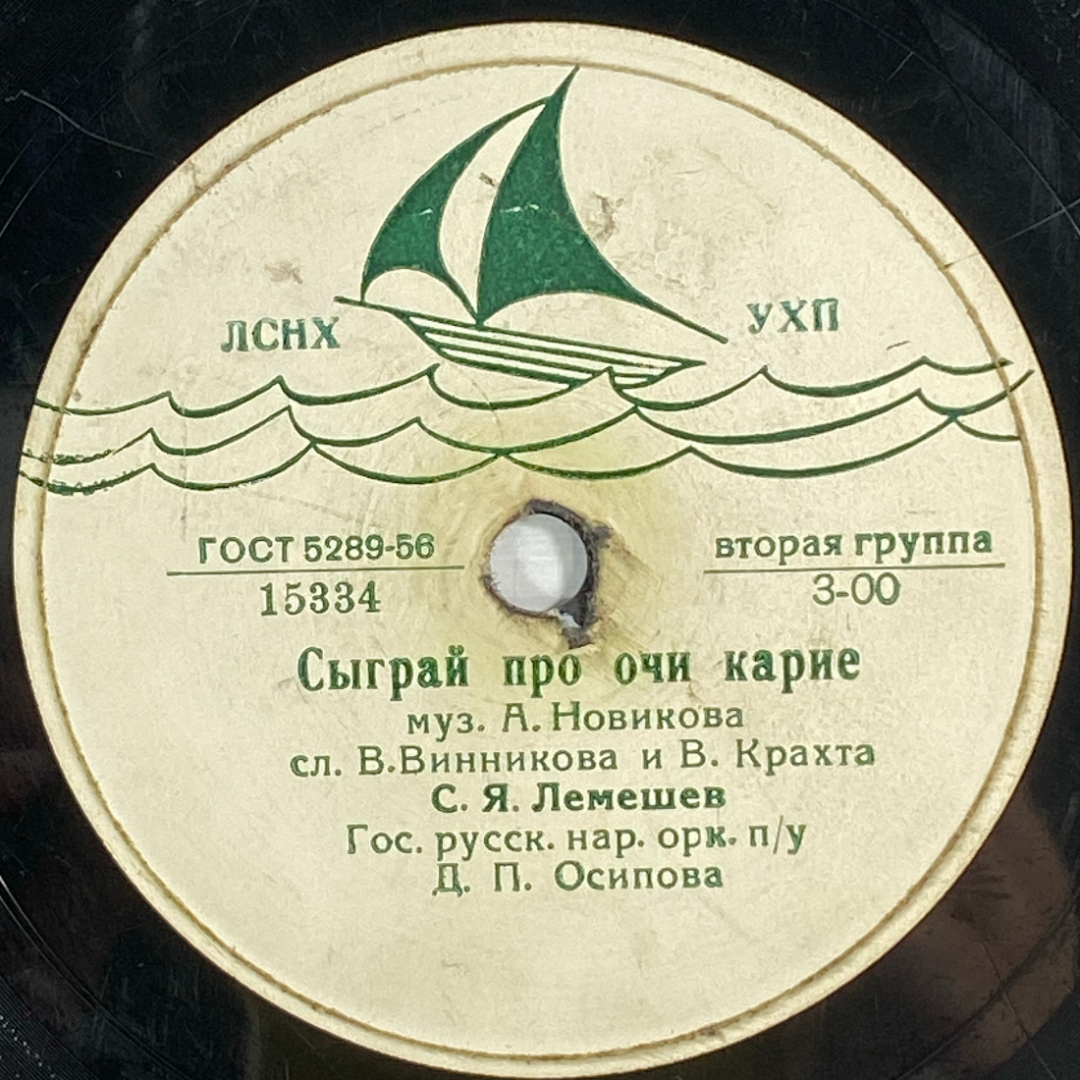 ЛСНХ УХП
ГОСТ 5289-56 вторая группа
15334 3-00
Сыграй про очи карие
муз. А. Новикова
сл. В. Винникова и В. Крахта
С. Я. Лемешев
Гос. русск. нар. орк. п/у
Д. П. Осипова